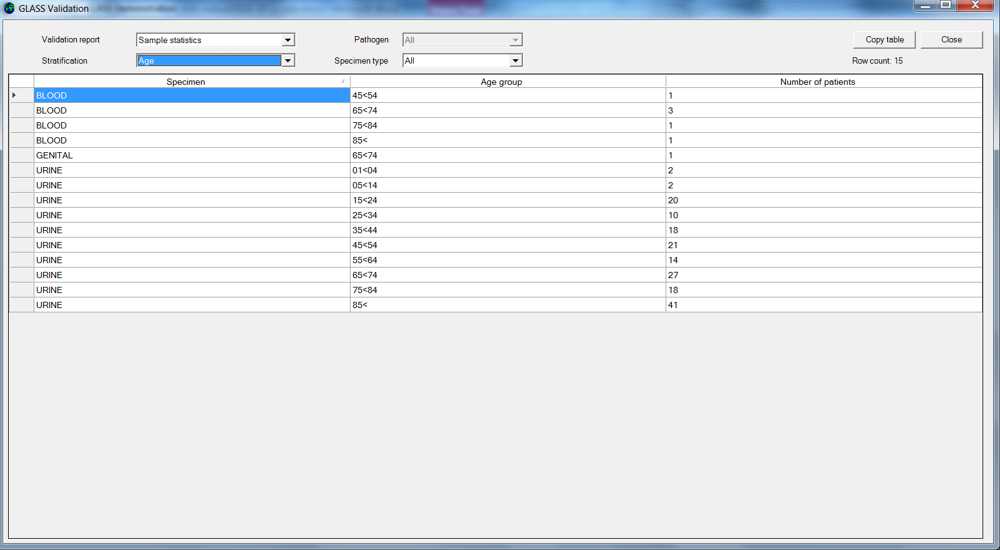 GLASS Validation
Validation report Sample statistics Pathogen All Copy table Close
Stratification Age Specimen type All Row count: 15
Specimen Age group Number of patients
BLOOD 45<54 1
BLOOD 65<74 3
BLOOD 75<84 1
BLOOD 85< 1
GENITAL 65<74 1
URINE 01<04 2
URINE 05<14 2
URINE 15<24 20
URINE 25<34 10
URINE 35<44 18
URINE 45<54 21
URINE 55<64 14
URINE 65<74 27
URINE 75<84 18
URINE 85< 41